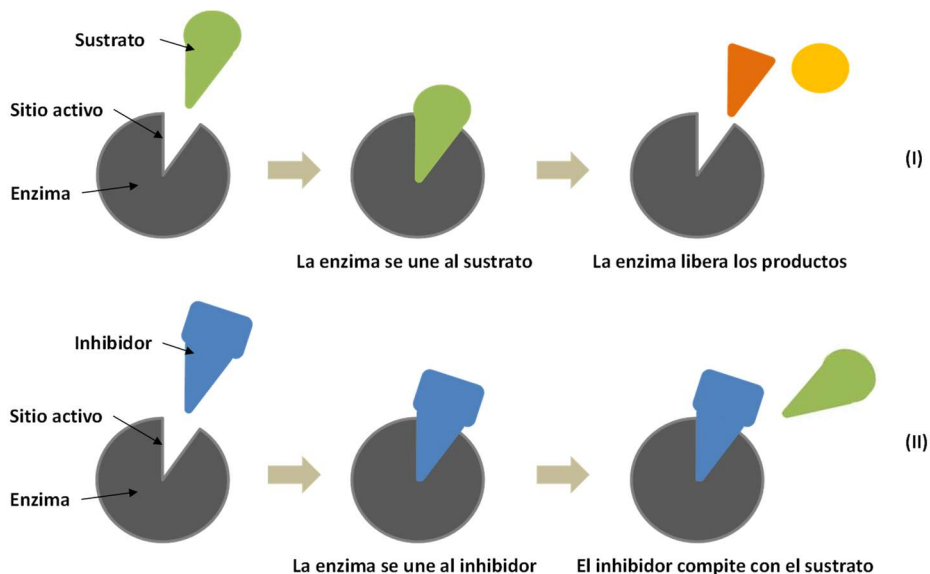 Sustrato
Sitio activo
Enzima
(I)
La enzima se une al sustrato
La enzima libera los productos
Inhibidor
Sitio activo
Enzima
(II)
La enzima se une al inhibidor
El inhibidor compite con el sustrato